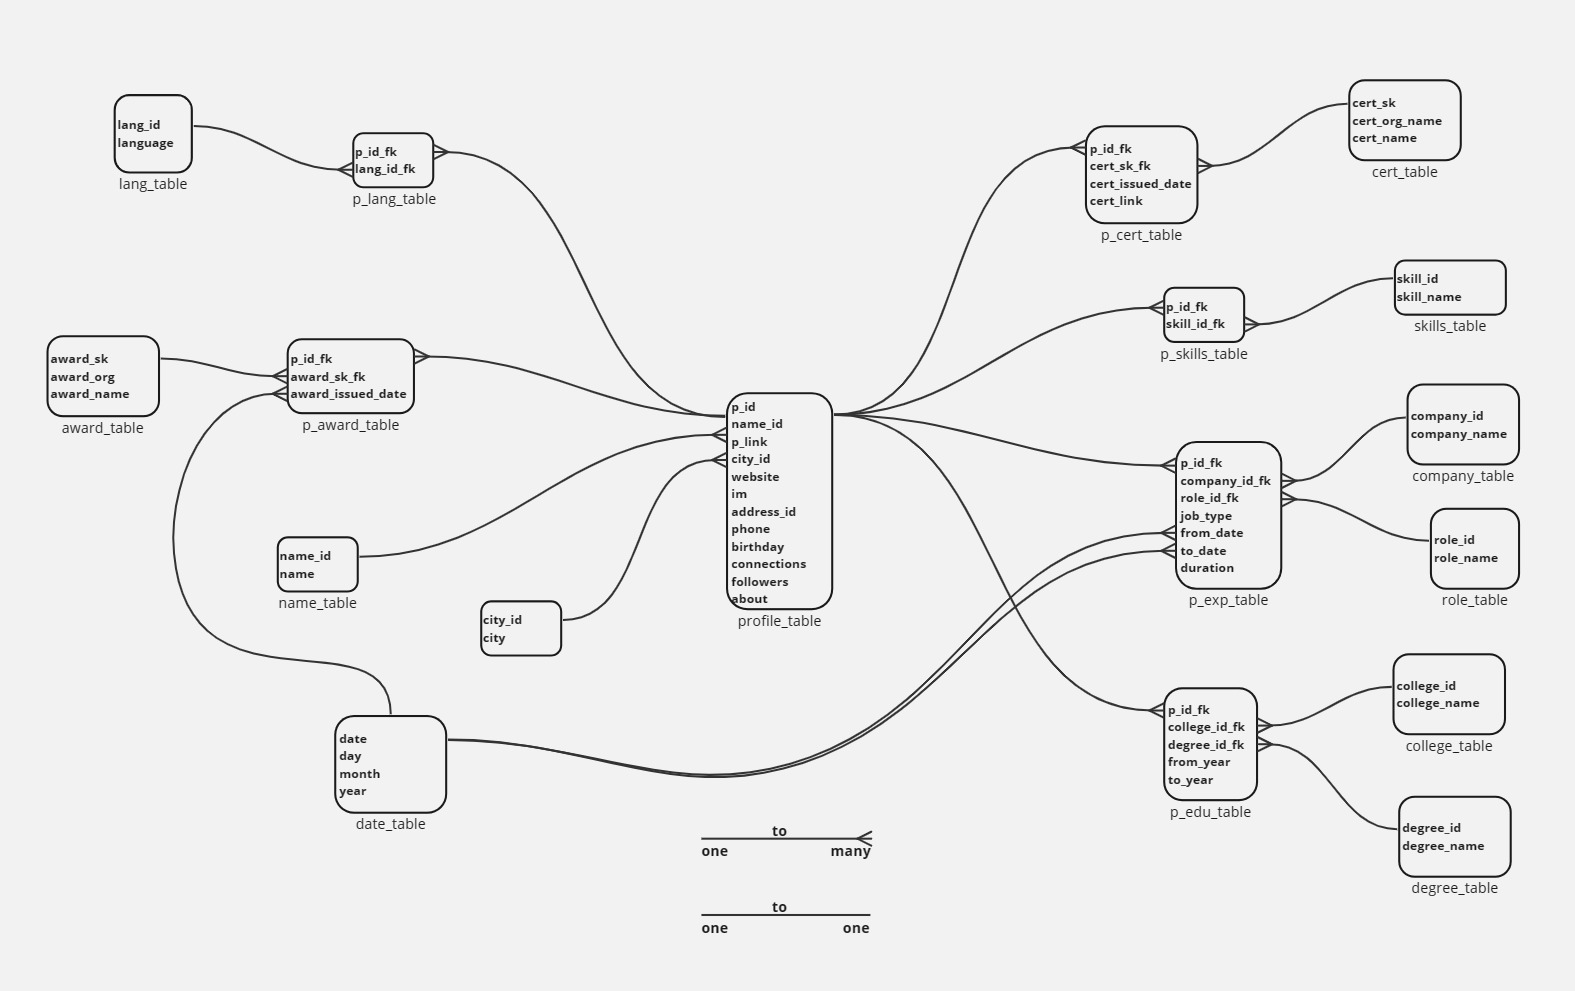 lang_id
language
lang_table
p_id_fk
lang_id_fk
p_lang_table
p_id_fk
cert_sk_fk
cert_issued_date
cert_link
p_cert_table
cert_sk
cert_org_name
cert_name
cert_table
p_id_fk
skill_id_fk
p_skills_table
skill_id
skill_name
skills_table
award_sk
award_org
award_name
award_table
p_id_fk
award_sk_fk
award_issued_date
p_award_table
p_id
name_id
p_link
city_id
website
im
address_id
phone
birthday
connections
followers
about
profile_table
company_id
company_name
company_table
p_id_fk
company_id_fk
role_id_fk
job_type
from_date
to_date
duration
p_exp_table
role_id
role_name
role_table
name_id
name
name_table
city_id
city
date
day
month
year
date_table
p_id_fk
college_id_fk
degree_id_fk
from_year
to_year
p_edu_table
college_id
college_name
college_table
degree_id
degree_name
degree_table
to
one many
to
one one